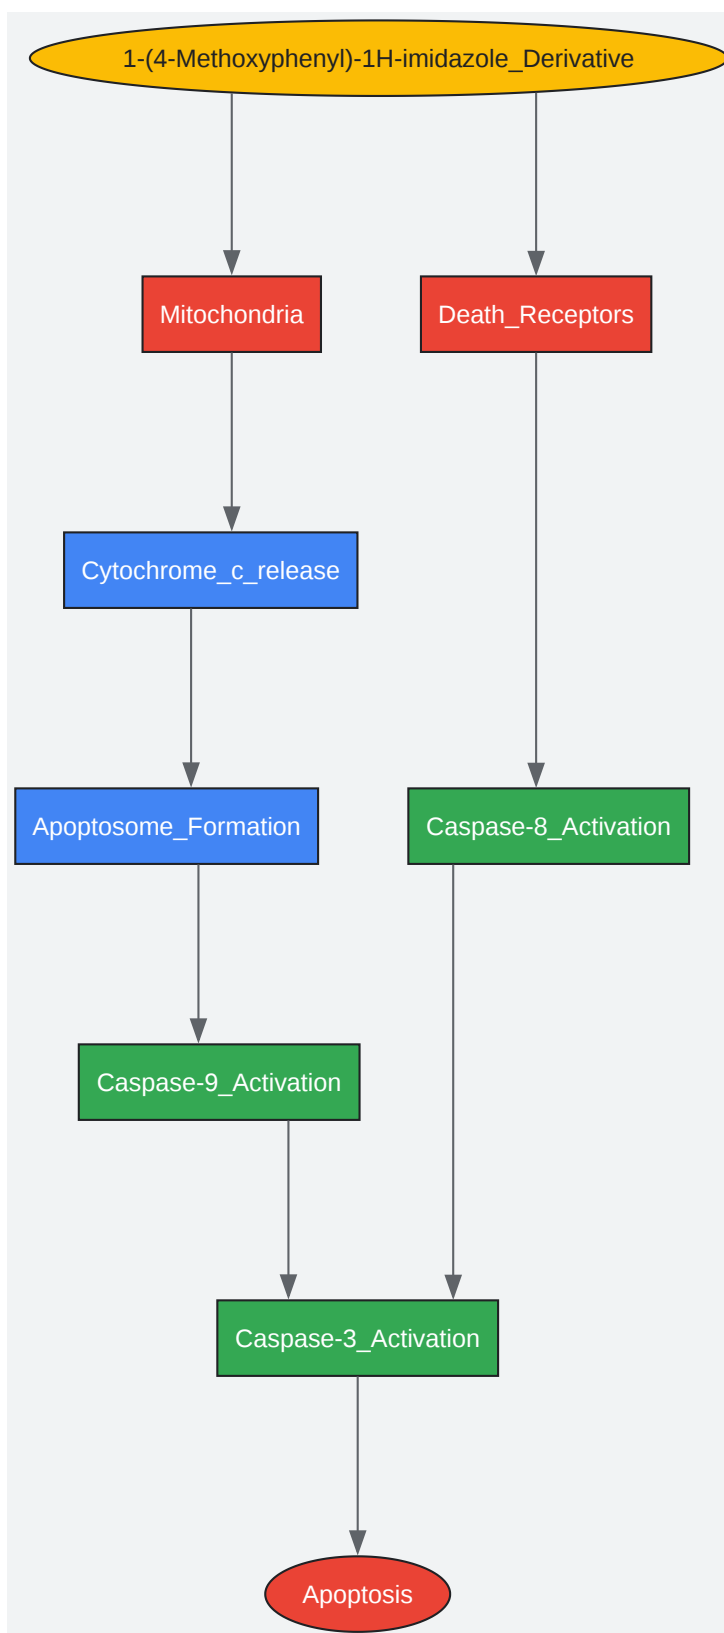 1-(4-Methoxyphenyl)-1H-imidazole_Derivative
Mitochondria
Death_Receptors
Cytochrome_c_release
Apoptosome_Formation
Caspase-8_Activation
Caspase-9_Activation
Caspase-3_Activation
Apoptosis